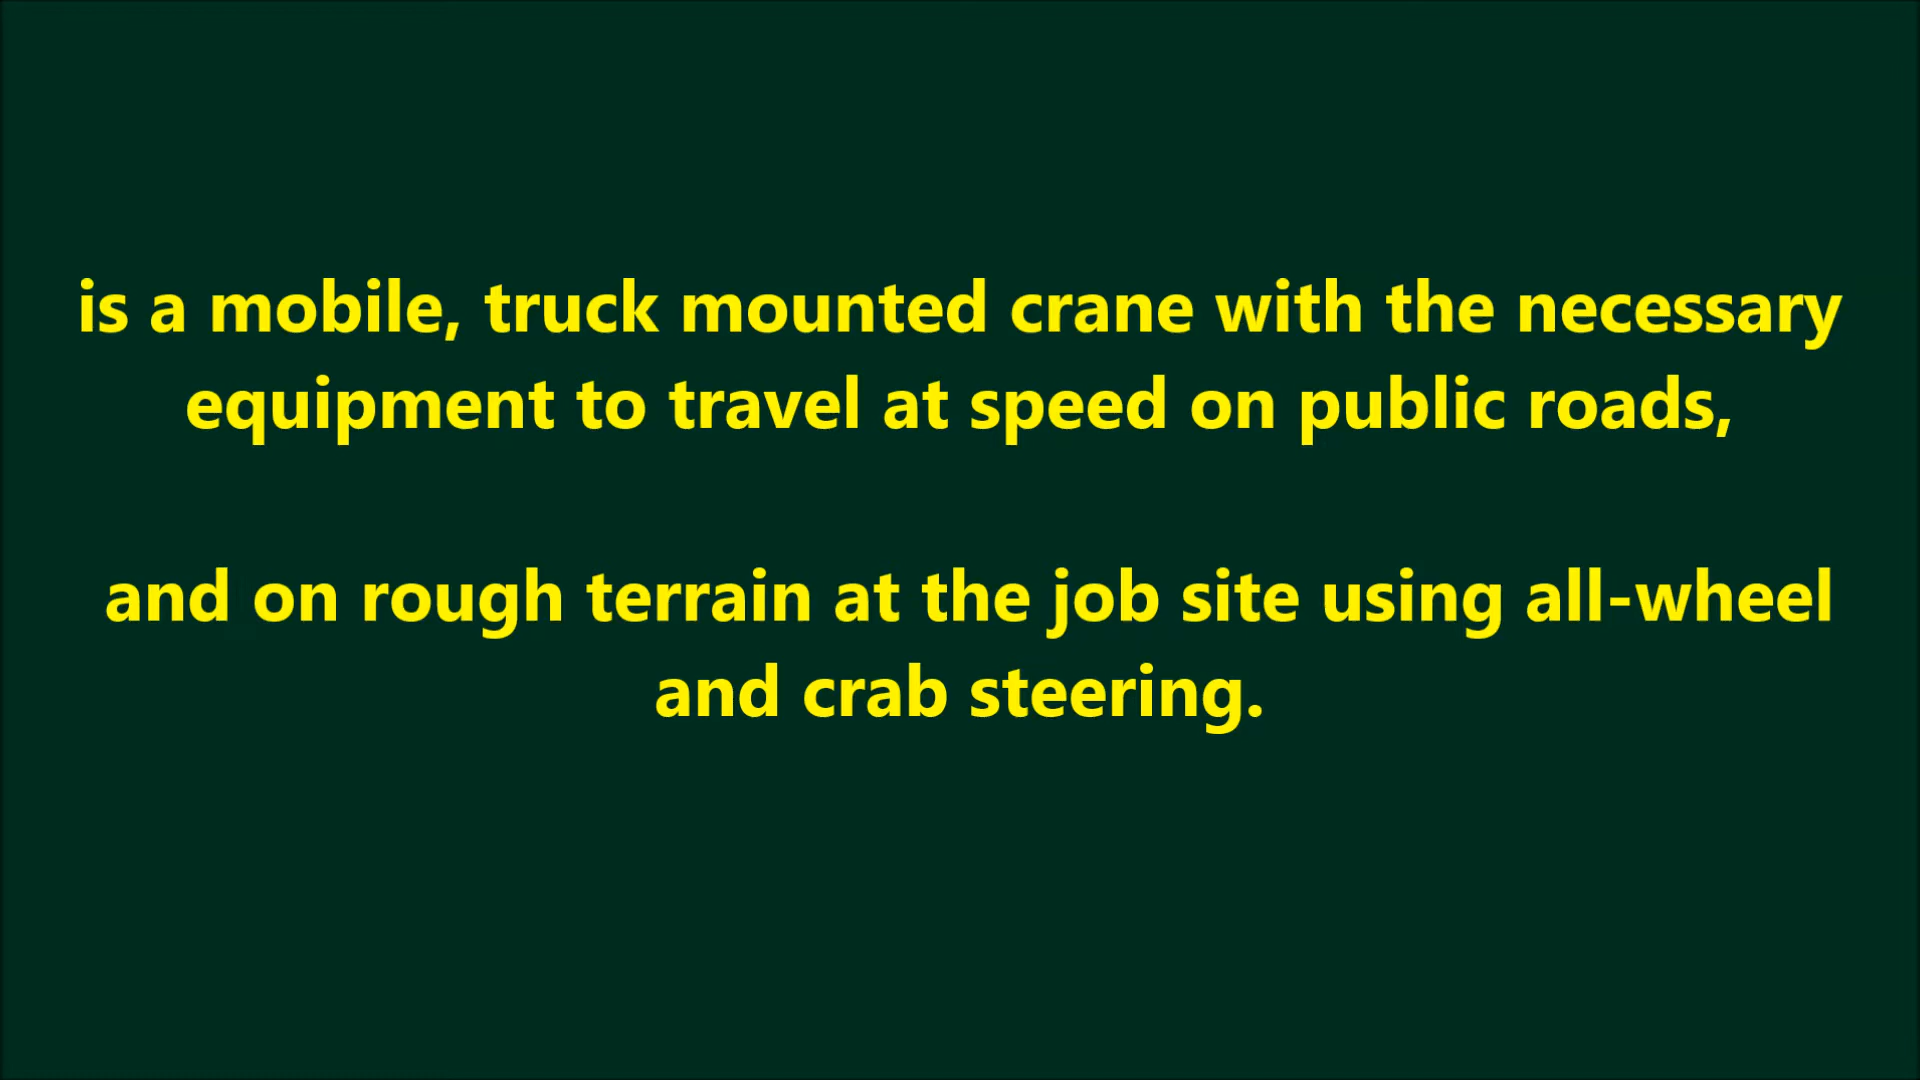 is a mobile, truck mounted crane with the necessary
equipment to travel at speed on public roads,
and on rough terrain at the job site using all-wheel
and crab steering.